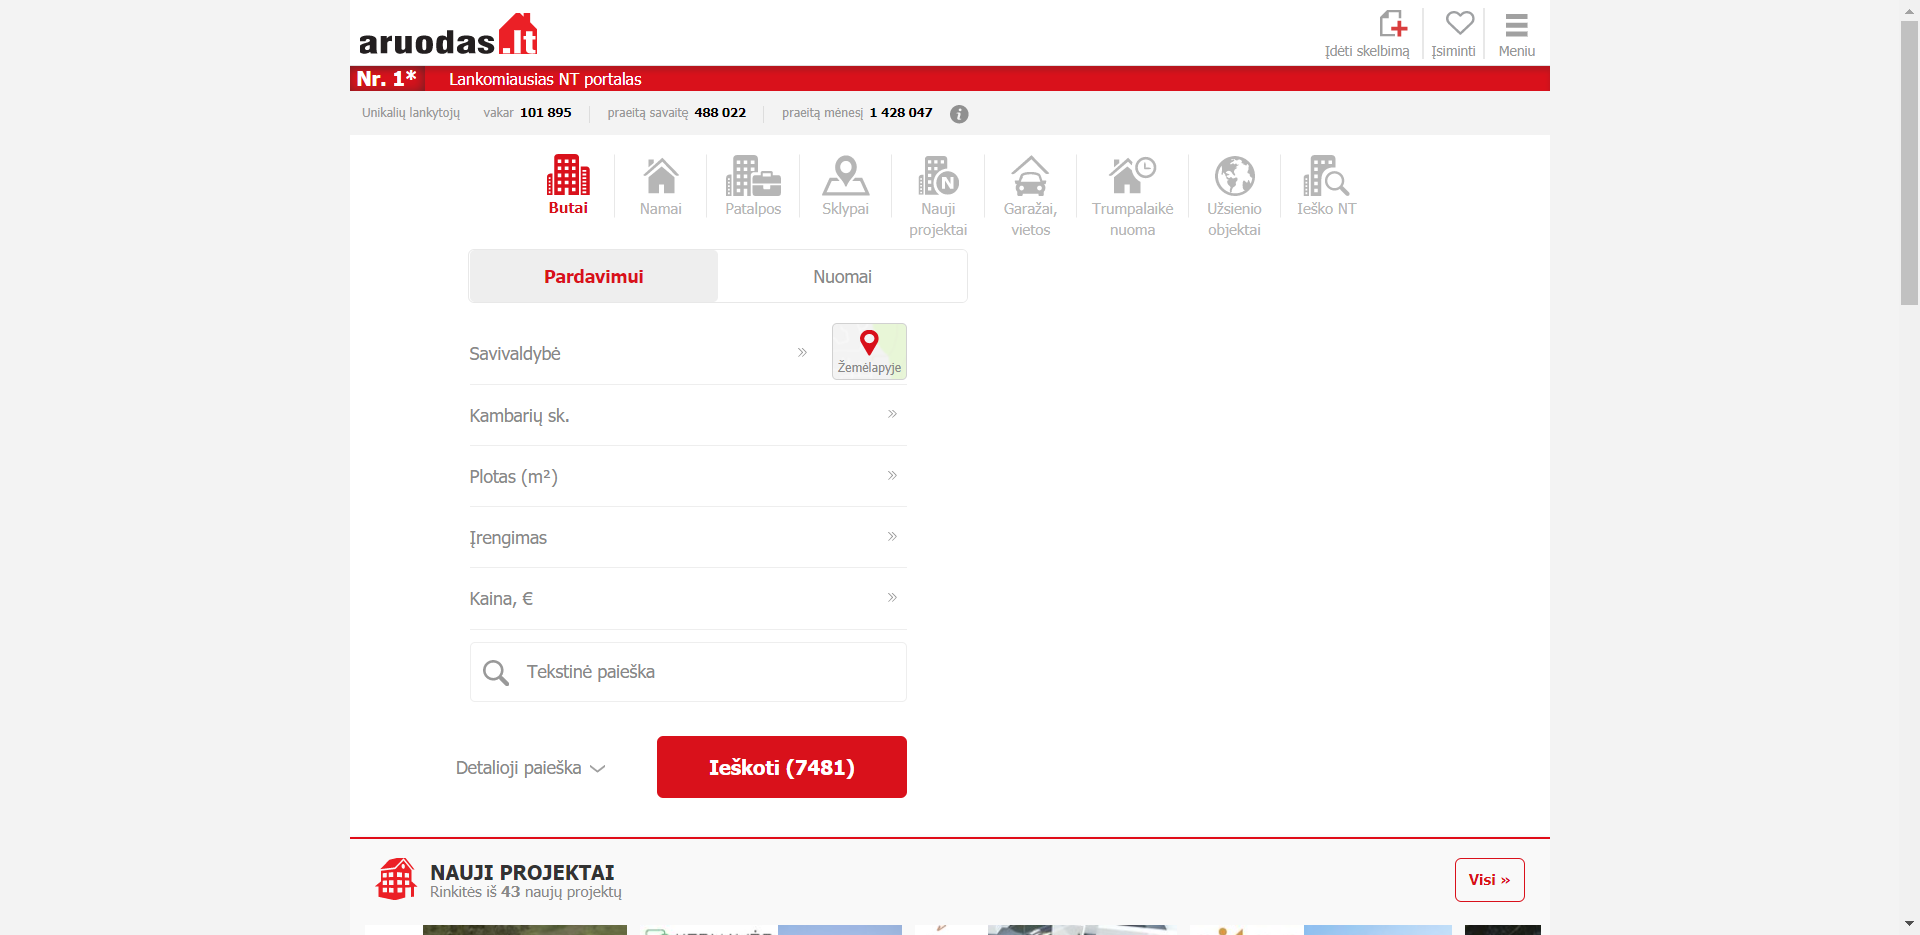 aruodas.lt
Įdėti skelbimą
Įsiminti
Meniu
Nr. 1*
Lankomiausias NT portalas
Unikalių lankytojų vakar 101 895 praeitą savaitę 488 022 praeitą mėnesį 1 428 047 i
Butai
Namai
Patalpos
Sklypai
N
Nauji
projektai
Garažai,
vietos
Trumpalaikė
nuoma
Užsienio
objektai
Ieško NT
Pardavimui
Nuomai
Savivaldybė »
Žemėlapyje
Kambarių sk. »
Plotas (m²) »
Įrengimas »
Kaina, € »
Tekstinė paieška
Detalioji paieška
Ieškoti (7481)
NAUJI PROJEKTAI
Rinkitės iš 43 naujų projektų
Visi »